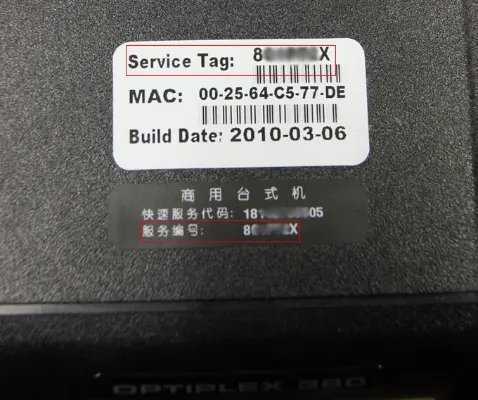 Service Tag:
MAC: 00-25-64-C5-77-DE
Build Date: 2010-03-06
商用台式机
快速服务代码:
服务编号:
OPTIPLEX 380